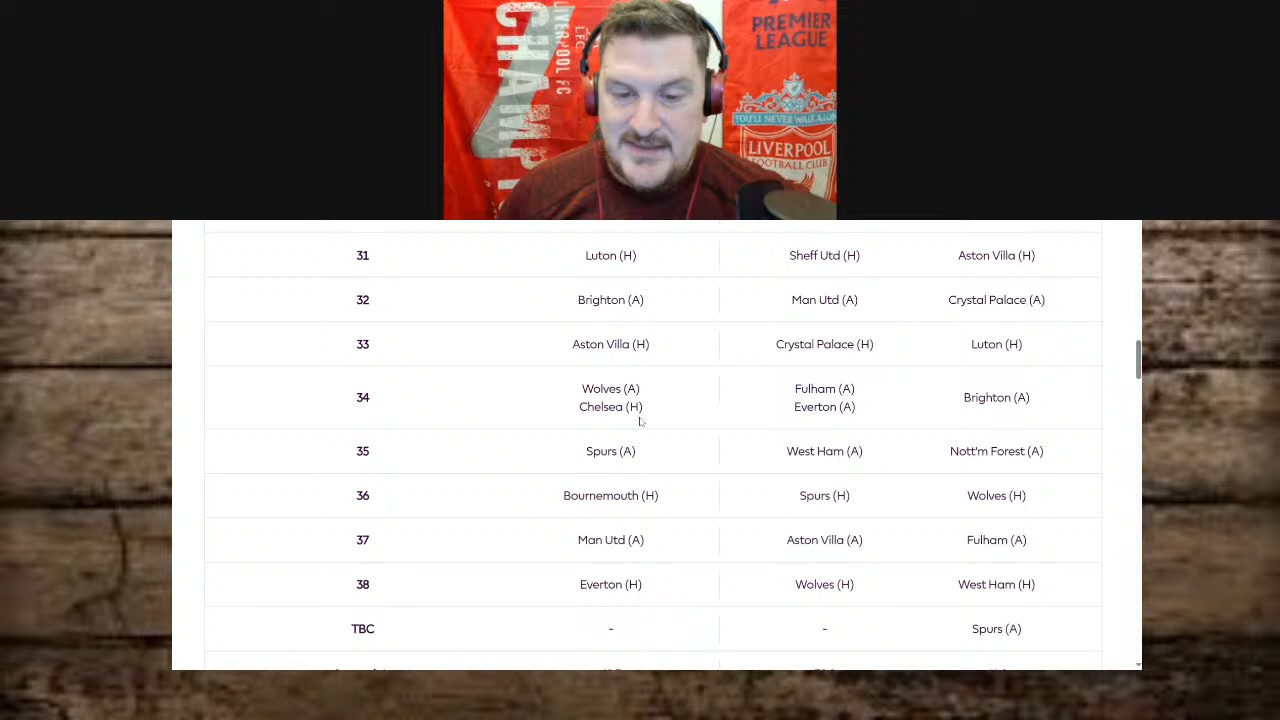 CHAMP
LIVERPOOL FC
LFC
PREMIER
LEAGUE
YOU'LL NEVER WALK ALON
LIVERPOOL
FOOTBALL CLUB
31 Luton (H) Sheff Utd (H) Aston Villa (H)
32 Brighton (A) Man Utd (A) Crystal Palace (A)
33 Aston Villa (H) Crystal Palace (H) Luton (H)
34 Wolves (A) Chelsea (H) Fulham (A) Everton (A) Brighton (A)
35 Spurs (A) West Ham (A) Nott'm Forest (A)
36 Bournemouth (H) Spurs (H) Wolves (H)
37 Man Utd (A) Aston Villa (A) Fulham (A)
38 Everton (H) Wolves (H) West Ham (H)
TBC - - Spurs (A)